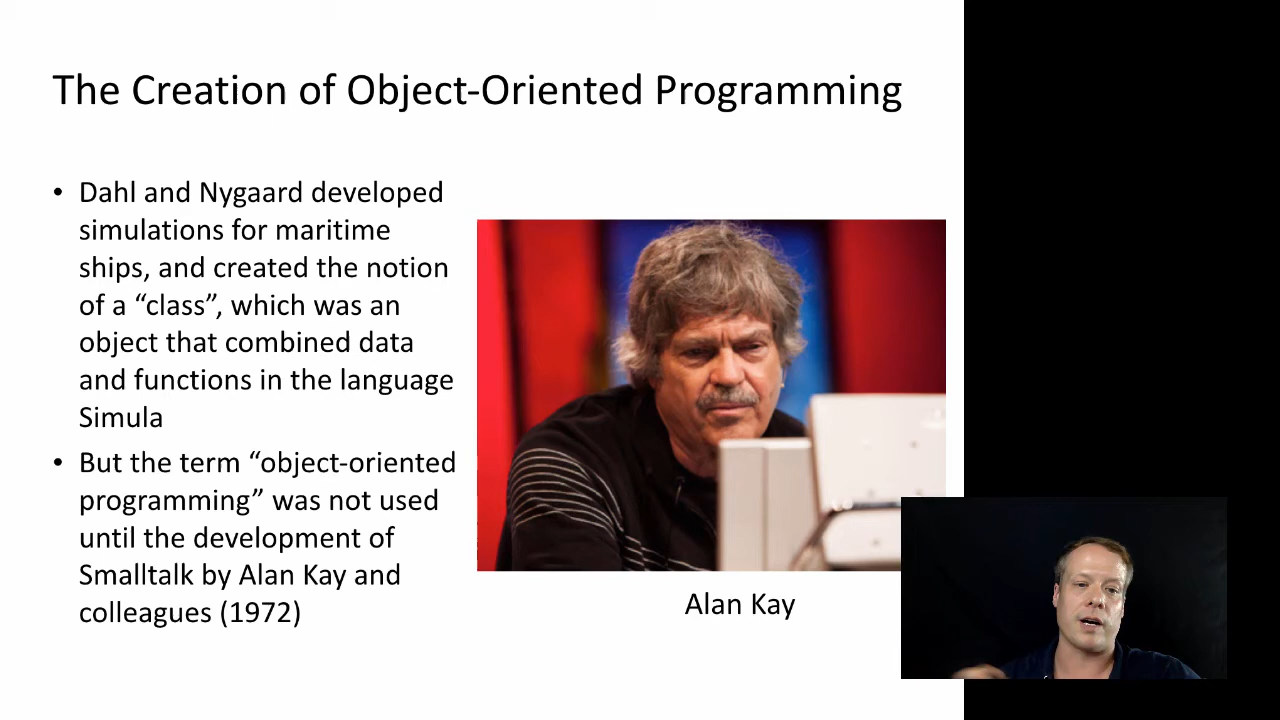 The Creation of Object-Oriented Programming
• Dahl and Nygaard developed
simulations for maritime
ships, and created the notion
of a “class”, which was an
object that combined data
and functions in the language
Simula
• But the term “object-oriented
programming” was not used
until the development of
Smalltalk by Alan Kay and
colleagues (1972)
Alan Kay